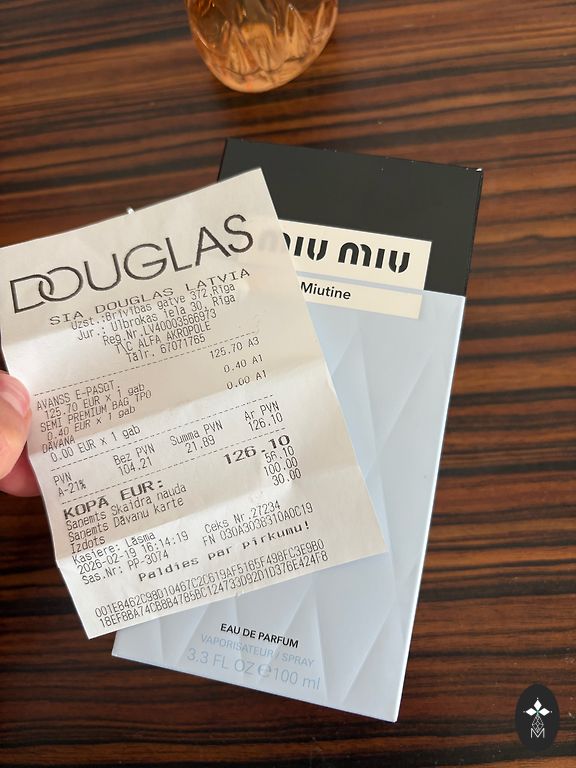 DOUGLAS
SIA DOUGLAS LATVIA
Uzst.:Brīvības gatve 372,Rīga
Jur.: Ulbrokas iela 30, Rīga
Reg.Nr.LV40003566973
T\C ALFA AKROPOLE
Tālr. 67071765
AVANSS E-PASŪT. 125.70 A3
125.70 EUR x 1 gab
SEMI PREMIUM BAG TPO 0.40 A1
0.40 EUR x 1 gab
DĀVANA 0.00 A1
0.00 EUR x 1 gab
PVN Bez PVN Summa PVN Ar PVN
A-21% 104.21 21.89 126.10
KOPĀ EUR: 126.10
Saņemts Skaidra nauda 56.10
Saņemts Dāvanu karte 100.00
Izdots 30.00
Kasiere: Lāsma
2026-02-19 16:14:19 Čeks Nr.27234
Sas.Nr: PP-3074 FN 030A3038310A0C19
Paldies par pirkumu!
miu miu
Miutine
EAU DE PARFUM
VAPORISATEUR / SPRAY
3.3 FL OZ ℮ 100 ml
M